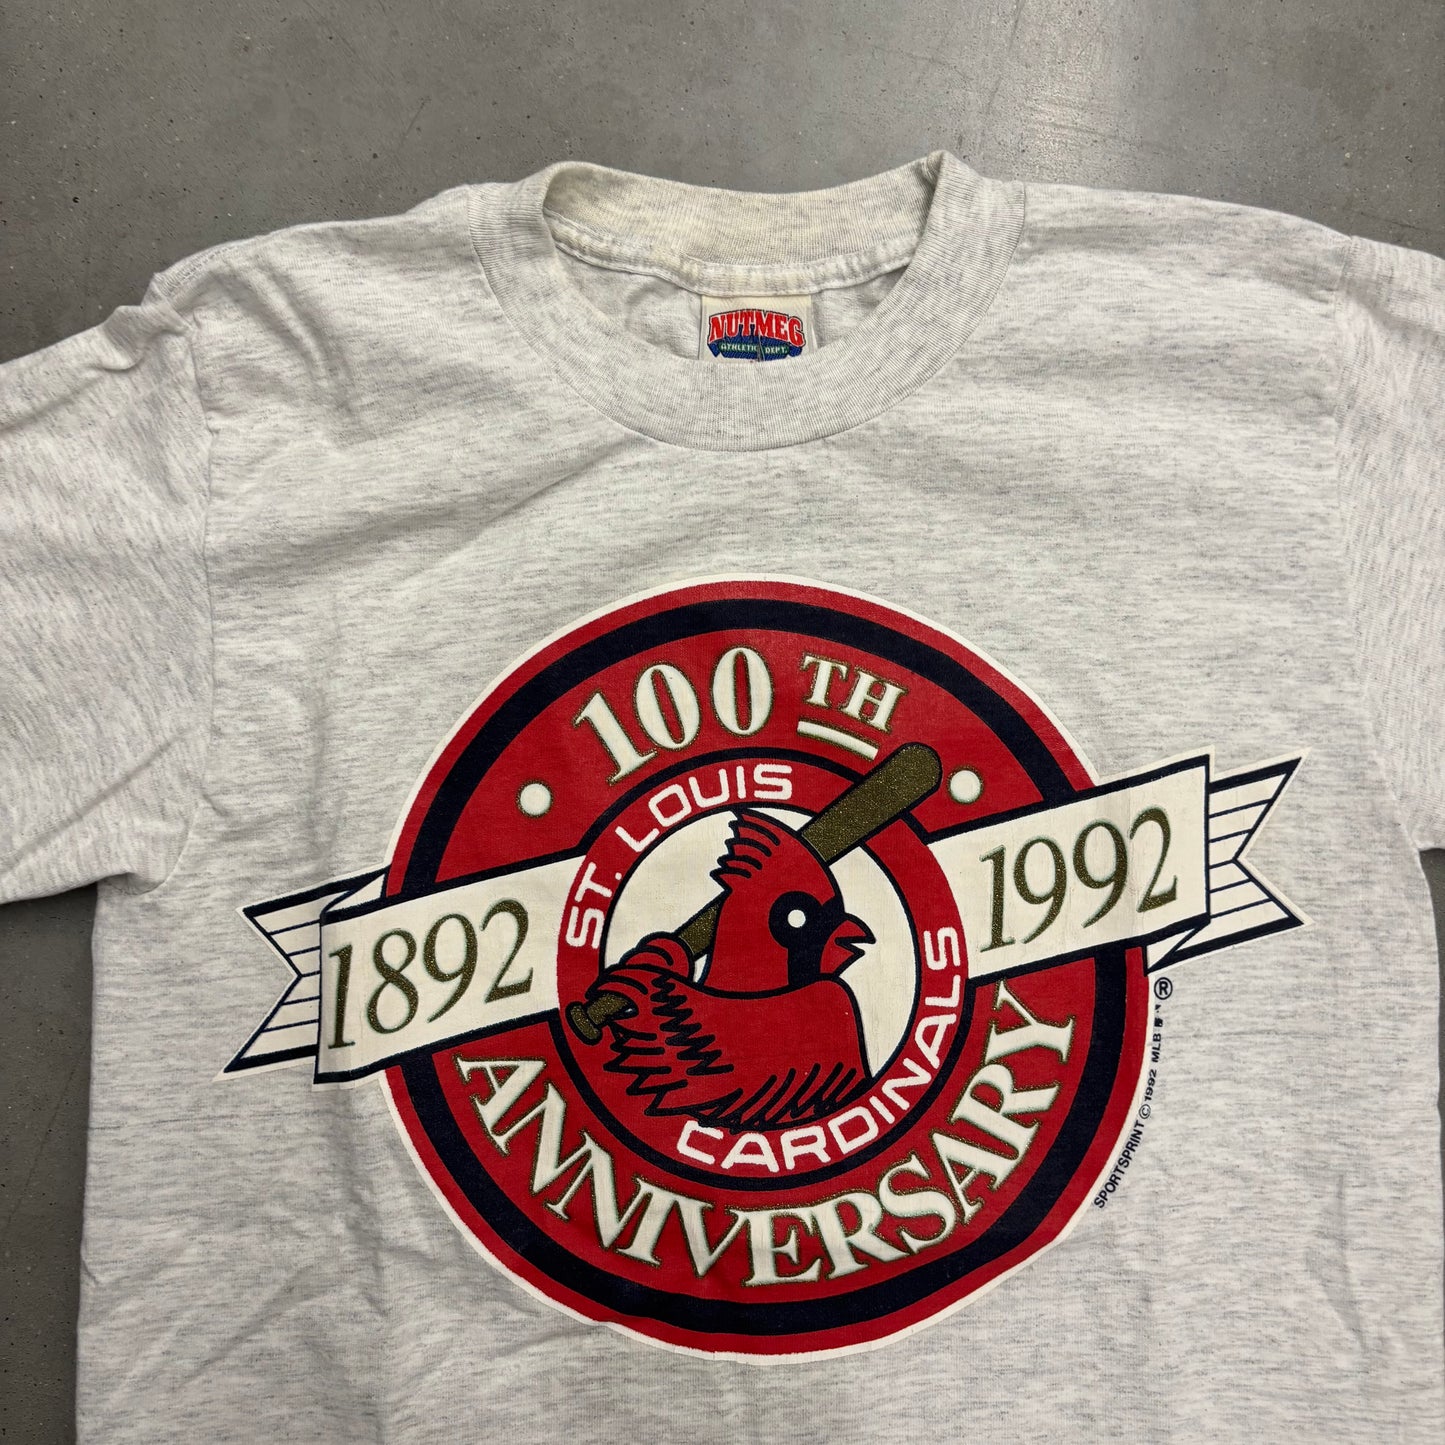 NUTMEG
ATHLETIC DEPT.
100TH
ST. LOUIS
CARDINALS
1892
1992
ANNIVERSARY
®
SPORTSPRINT © 1992 MLB